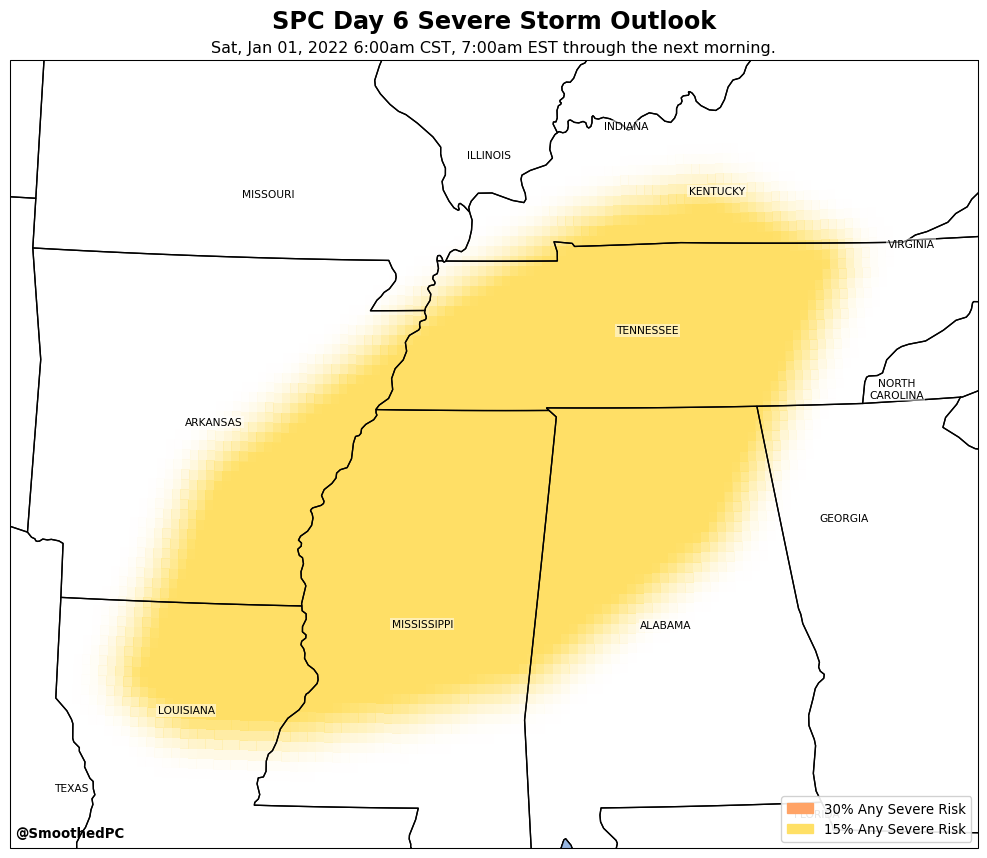 SPC Day 6 Severe Storm Outlook
Sat, Jan 01, 2022 6:00am CST, 7:00am EST through the next morning.
INDIANA
ILLINOIS
MISSOURI
KENTUCKY
VIRGINIA
TENNESSEE
NORTH
CAROLINA
ARKANSAS
GEORGIA
MISSISSIPPI
ALABAMA
LOUISIANA
TEXAS
30% Any Severe Risk
FLORIDA
15% Any Severe Risk
@SmoothedPC